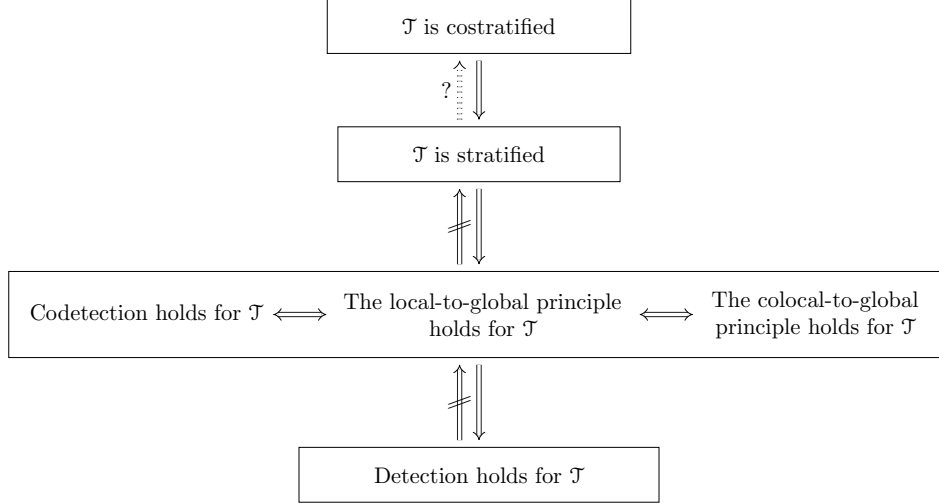 𝒯 is costratified
?
𝒯 is stratified
Codetection holds for 𝒯 ⟺ The local-to-global principle holds for 𝒯 ⟺ The colocal-to-global principle holds for 𝒯
Detection holds for 𝒯